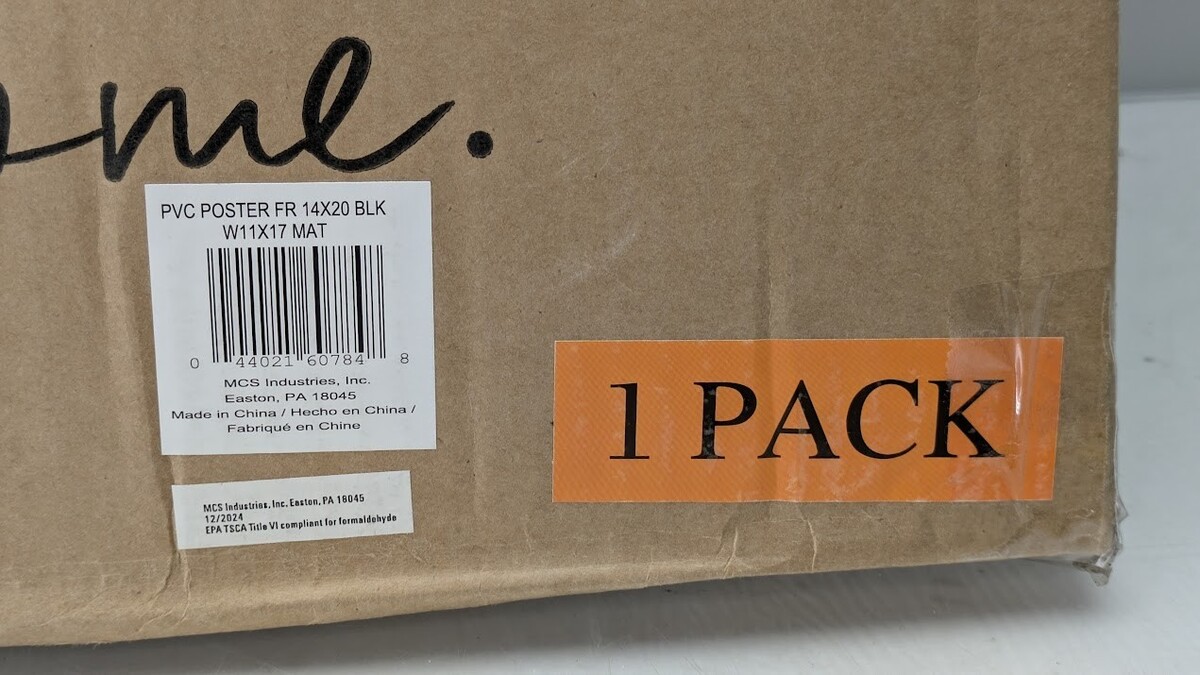 ome.
PVC POSTER FR 14X20 BLK
W11X17 MAT
0 44021 60784 8
MCS Industries, Inc.
Easton, PA 18045
Made in China / Hecho en China /
Fabriqué en Chine
1 PACK
MCS Industries, Inc. Easton, PA 18045
12/2024
EPA TSCA Title VI compliant for formaldehyde